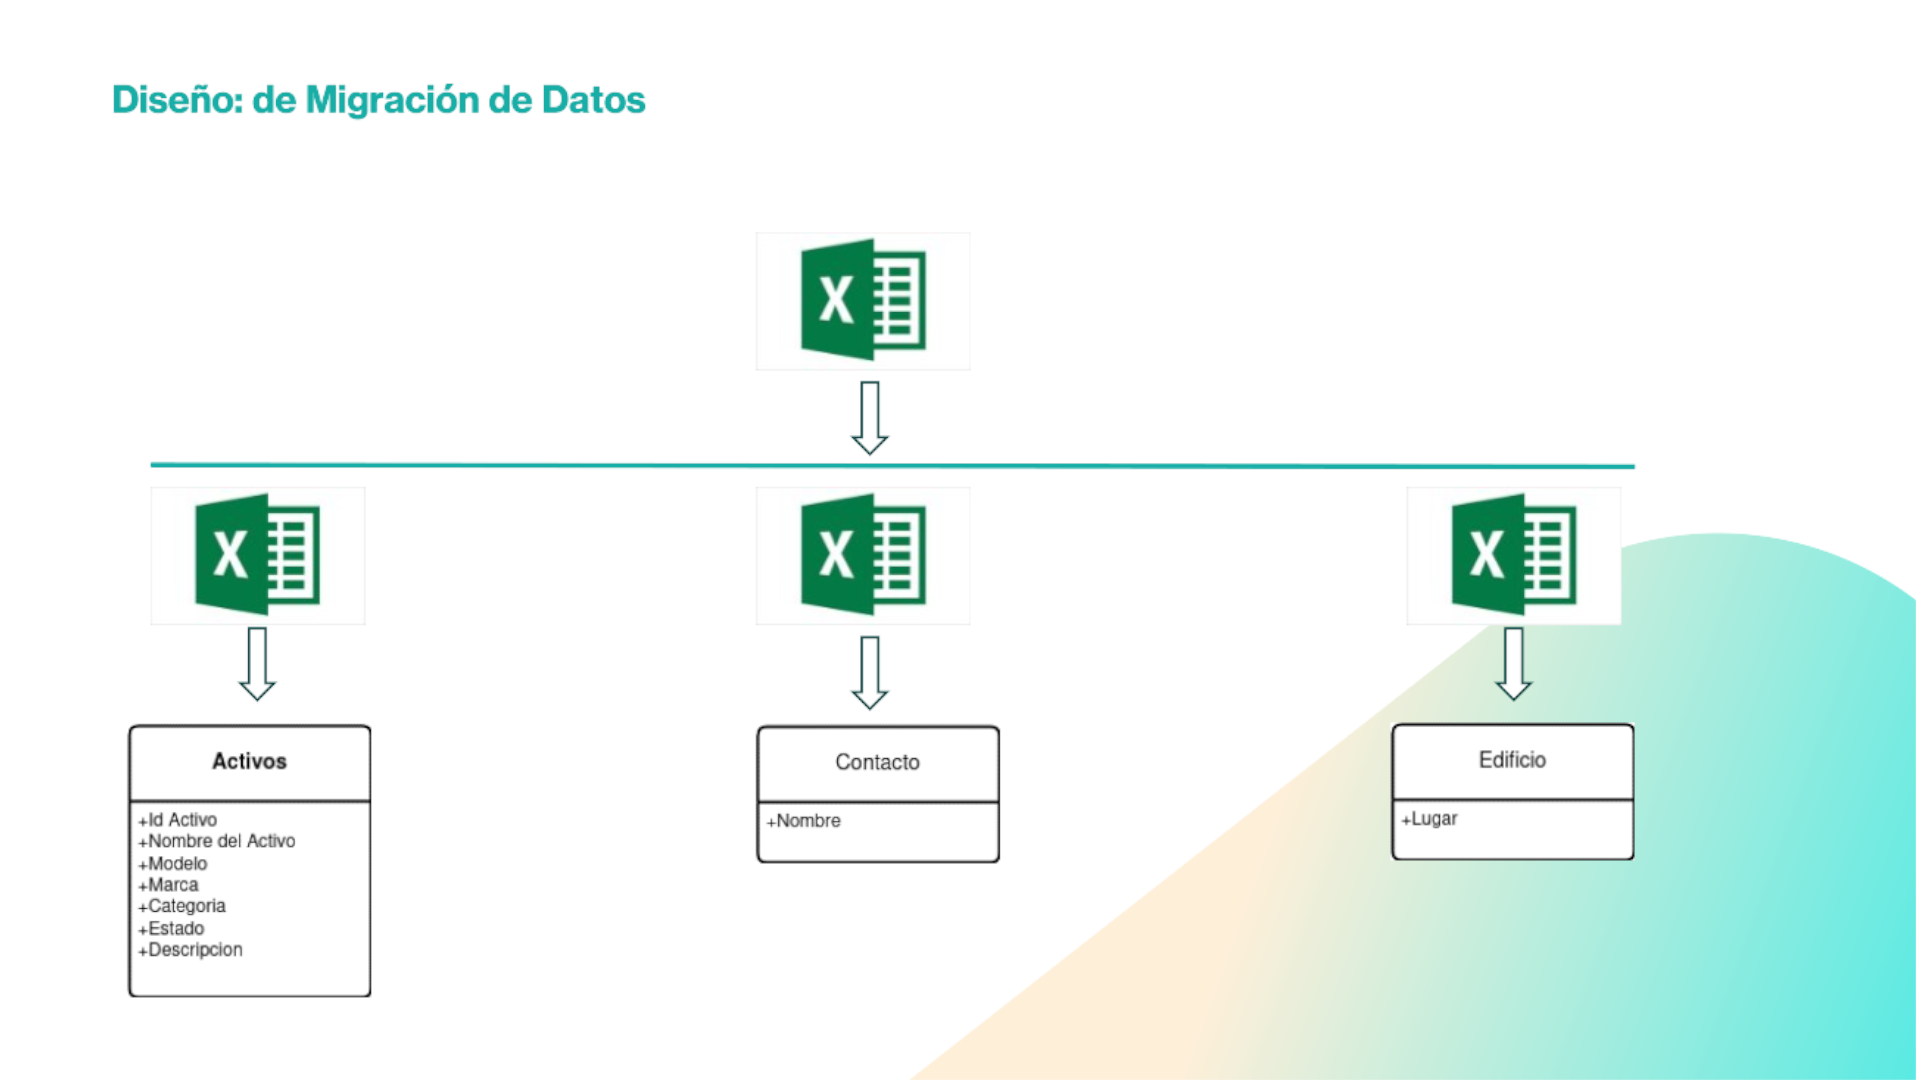 Diseño: de Migración de Datos
X
X
X
X
Activos
+Id Activo
+Nombre del Activo
+Modelo
+Marca
+Categoria
+Estado
+Descripcion
Contacto
+Nombre
Edificio
+Lugar